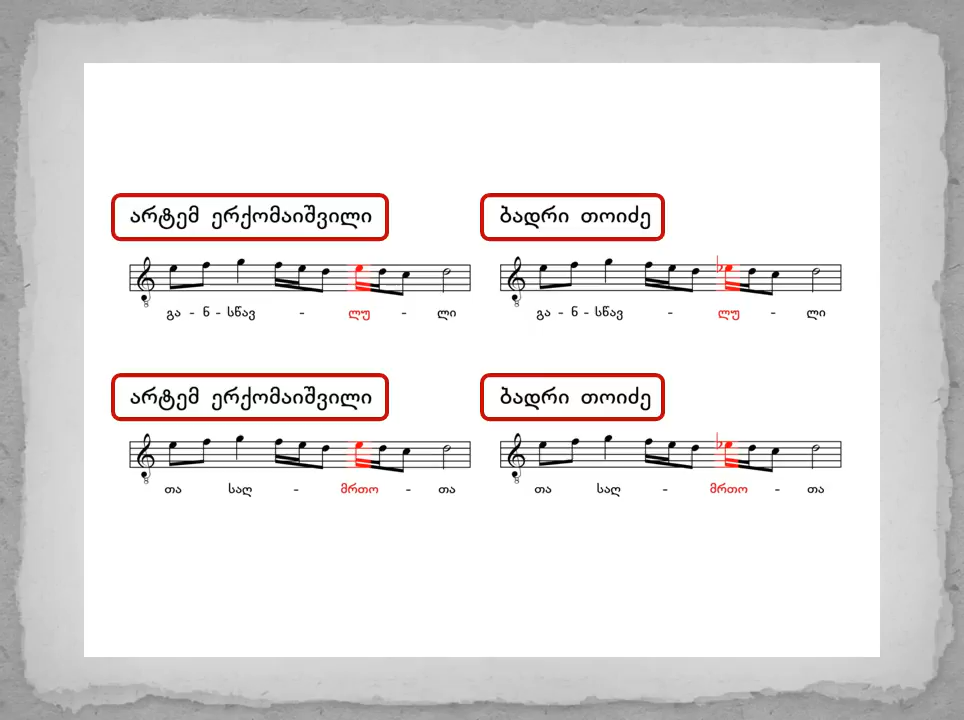 არტემ ერქომაიშვილი
ბადრი თოიძე
გა - ნ - სწავ - ლუ - ლი
გა - ნ - სწავ - ლუ - ლი
არტემ ერქომაიშვილი
ბადრი თოიძე
თა საღ - მრთო - თა
თა საღ - მრთო - თა